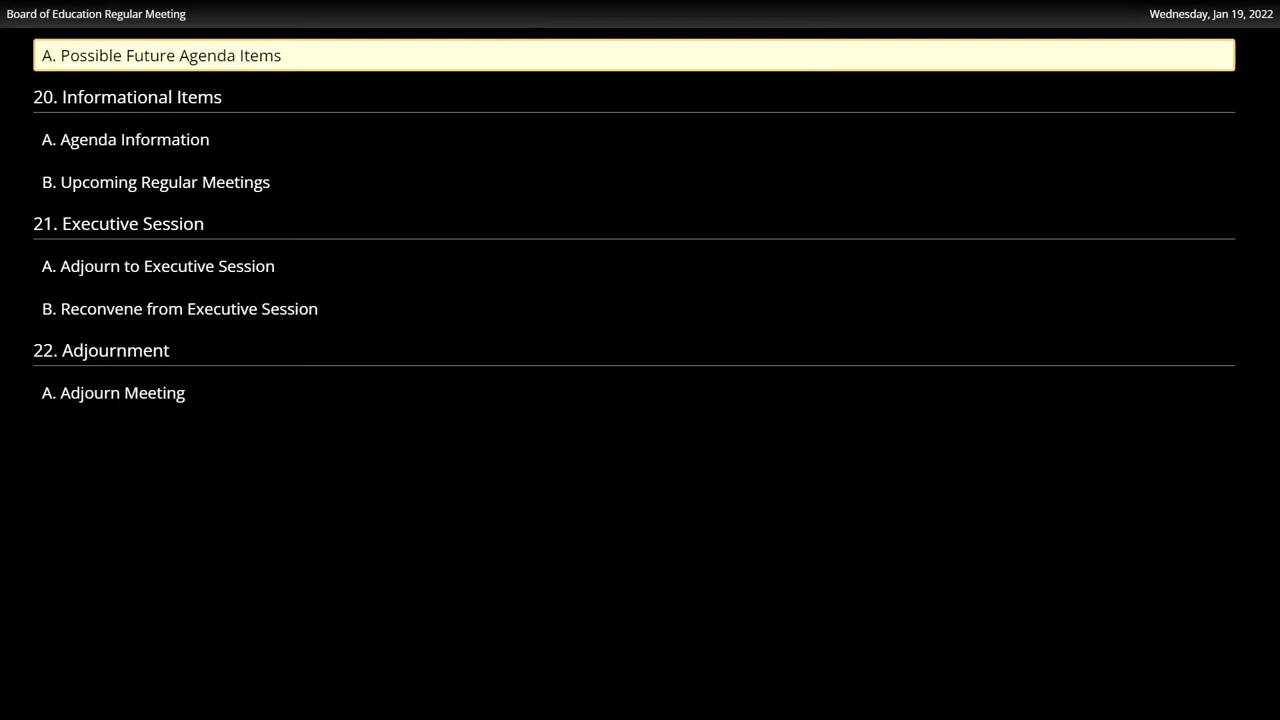 Board of Education Regular Meeting
Wednesday, Jan 19, 2022
A. Possible Future Agenda Items
20. Informational Items
A. Agenda Information
B. Upcoming Regular Meetings
21. Executive Session
A. Adjourn to Executive Session
B. Reconvene from Executive Session
22. Adjournment
A. Adjourn Meeting